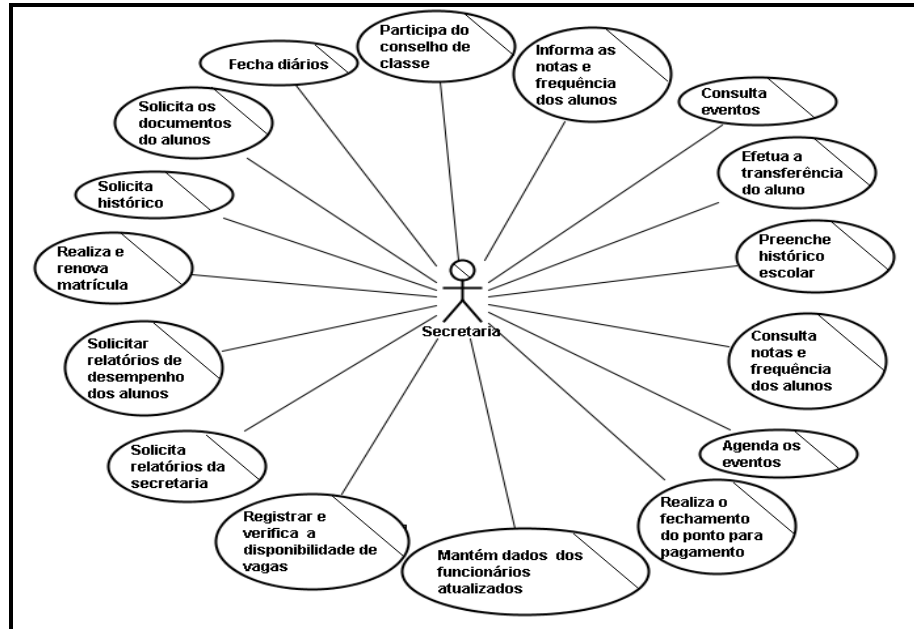 Participa do
conselho de
classe
Informa as
notas e
frequência
dos alunos
Fecha diários
Consulta
eventos
Solicita os
documentos
do alunos
Efetua a
transferência
do aluno
Solicita
histórico
Preenche
histórico
escolar
Realiza e
renova
matrícula
Secretaria
Consulta
notas e
frequência
dos alunos
Solicitar
relatórios de
desempenho
dos alunos
Agenda os
eventos
Solicita
relatórios da
secretaria
Realiza o
fechamento
do ponto para
pagamento
Registrar e
verifica a
disponibilidade de
vagas
Mantém dados dos
funcionários
atualizados